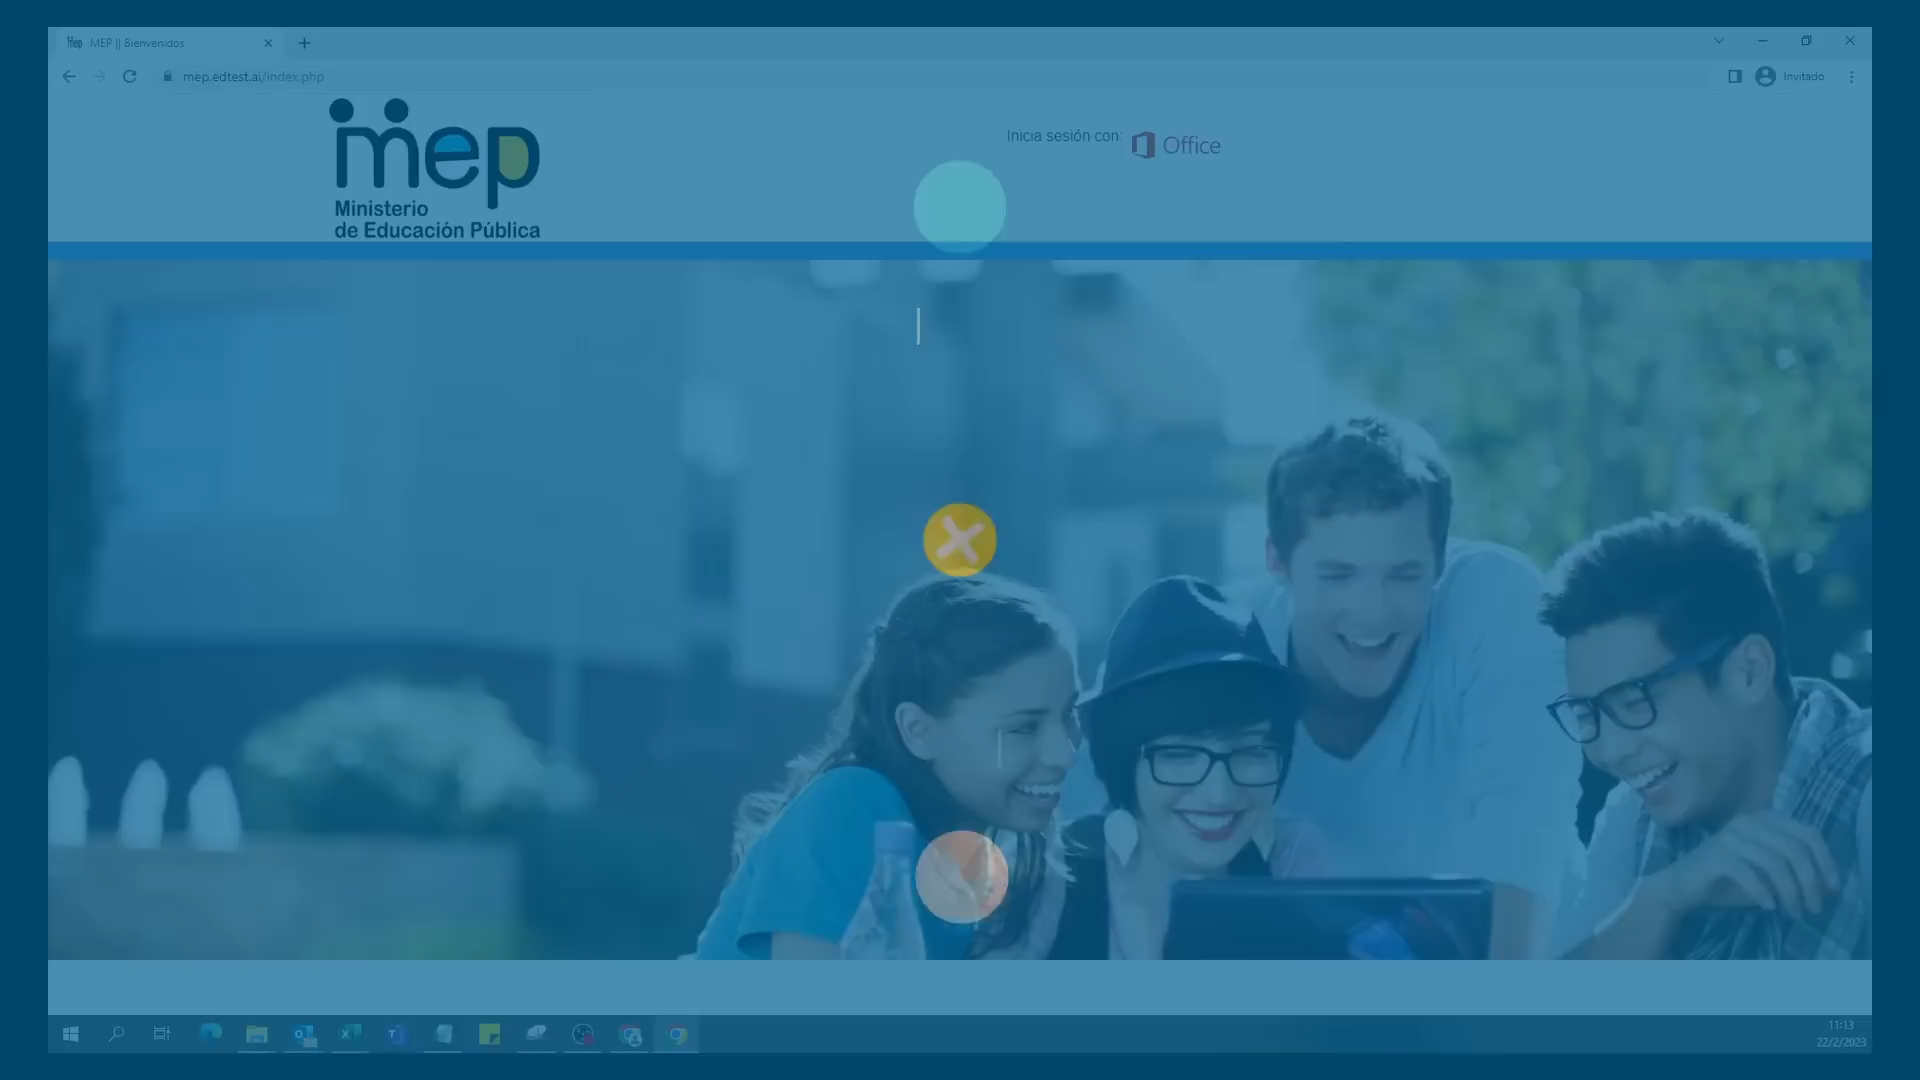 Mep MEP || Bienvenidos
mep.edtest.ai/index.php
Invitado
mep
Ministerio
de Educación Pública
Inicia sesión con:
Office
11:13
22/2/2023